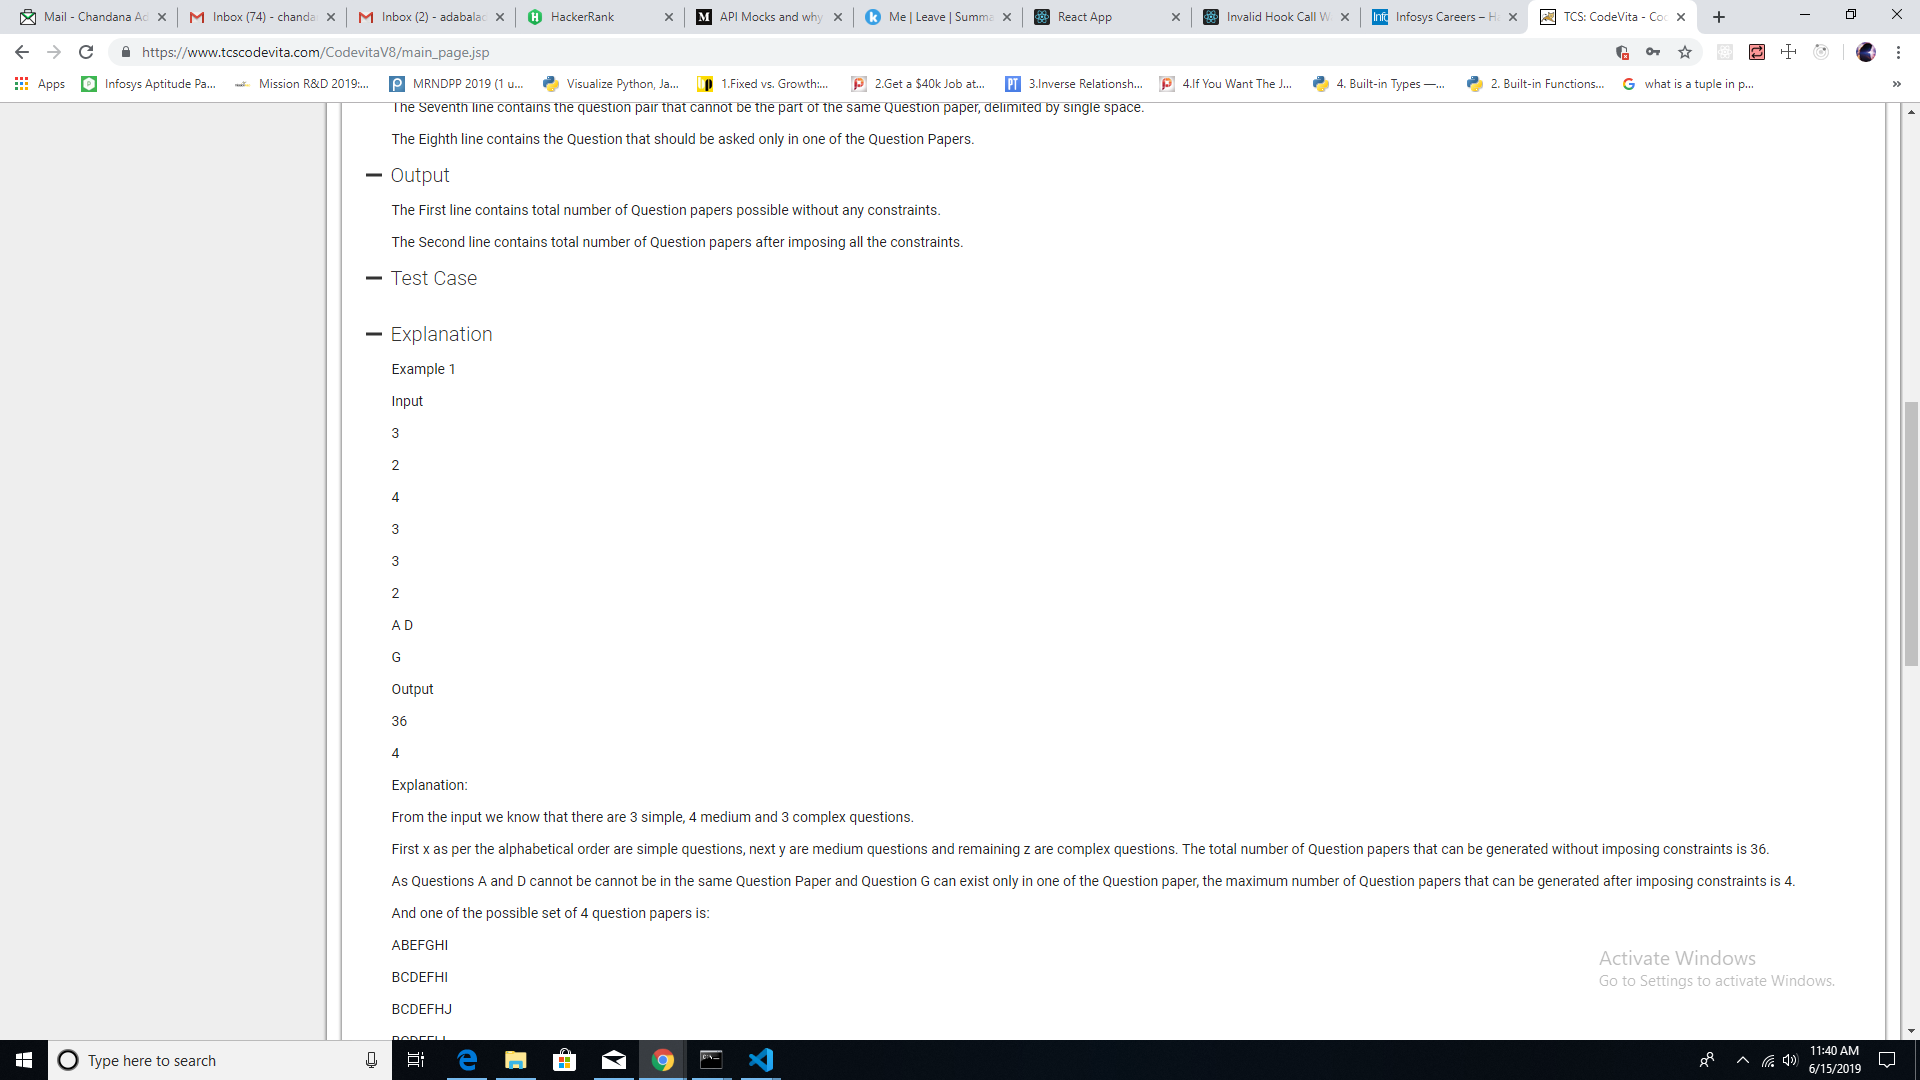 Mail - Chandana Ad
Inbox (74) - chanda
Inbox (2) - adabalac
HackerRank
API Mocks and why
Me | Leave | Summa
React App
Invalid Hook Call W
Infosys Careers – Ha
TCS: CodeVita - Co
https://www.tcscodevita.com/CodevitaV8/main_page.jsp
Apps
Infosys Aptitude Pa...
Mission R&D 2019:...
MRNDPP 2019 (1 u...
Visualize Python, Ja...
1.Fixed vs. Growth:...
2.Get a $40k Job at...
3.Inverse Relationsh...
4.If You Want The J...
4. Built-in Types —...
2. Built-in Functions...
what is a tuple in p...
»
The Seventh line contains the question pair that cannot be the part of the same Question paper, delimited by single space.
The Eighth line contains the Question that should be asked only in one of the Question Papers.
Output
The First line contains total number of Question papers possible without any constraints.
The Second line contains total number of Question papers after imposing all the constraints.
Test Case
Explanation
Example 1
Input
3
2
4
3
3
2
A D
G
Output
36
4
Explanation:
From the input we know that there are 3 simple, 4 medium and 3 complex questions.
First x as per the alphabetical order are simple questions, next y are medium questions and remaining z are complex questions. The total number of Question papers that can be generated without imposing constraints is 36.
As Questions A and D cannot be cannot be in the same Question Paper and Question G can exist only in one of the Question paper, the maximum number of Question papers that can be generated after imposing constraints is 4.
And one of the possible set of 4 question papers is:
ABEFGHI
BCDEFHI
BCDEFHJ
Activate Windows
Go to Settings to activate Windows.
Type here to search
11:40 AM
6/15/2019